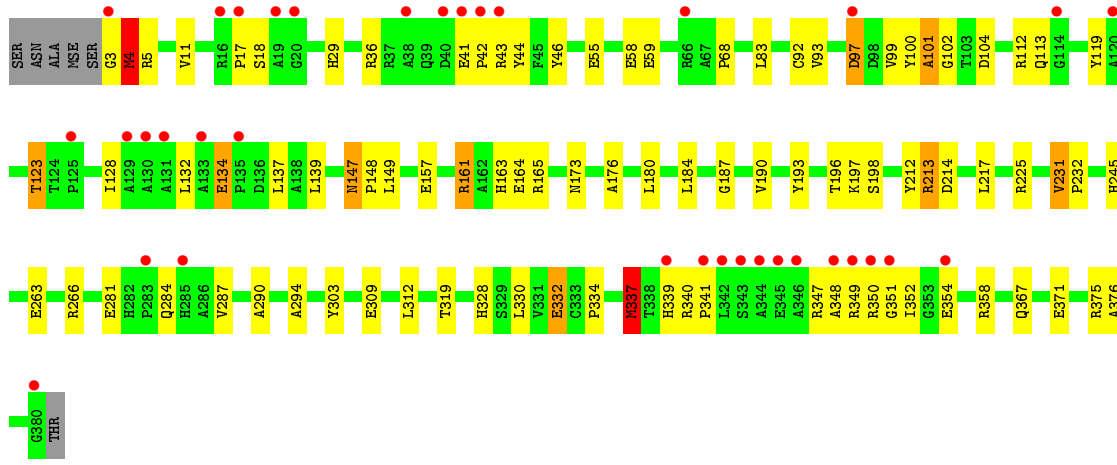 SER ASN ALA MSE SER G3 M4 R5 V11 R16 P17 S18 A19 G20 H29 R36 R37 A38 Q39 D40 E41 P42 R43 Y44 F45 Y46 E55 E58 E59 R66 A67 P68 L83 C92 V93 D97 D98 V99 Y100 A101 G102 T103 D104 R112 Q113 G114 Y119 A120
T123 T124 P125 I128 A129 A130 A131 L132 A133 E134 P135 D136 L137 A138 L139 N147 P148 L149 E157 R161 A162 H163 E164 R165 N173 A176 L180 L184 G187 V190 Y193 T196 K197 S198 Y212 R213 D214 L217 R225 V231 P232 H245
E263 R266 E281 H282 P283 Q284 H285 A286 V287 A290 A294 Y303 E309 L312 T319 H328 S329 L330 V331 E332 C333 P334 M337 T338 H339 R340 P341 L342 S343 A344 E345 A346 R347 A348 R349 R350 G351 I352 G353 E354 R358 Q367 E371 R375 A376
G380 THR